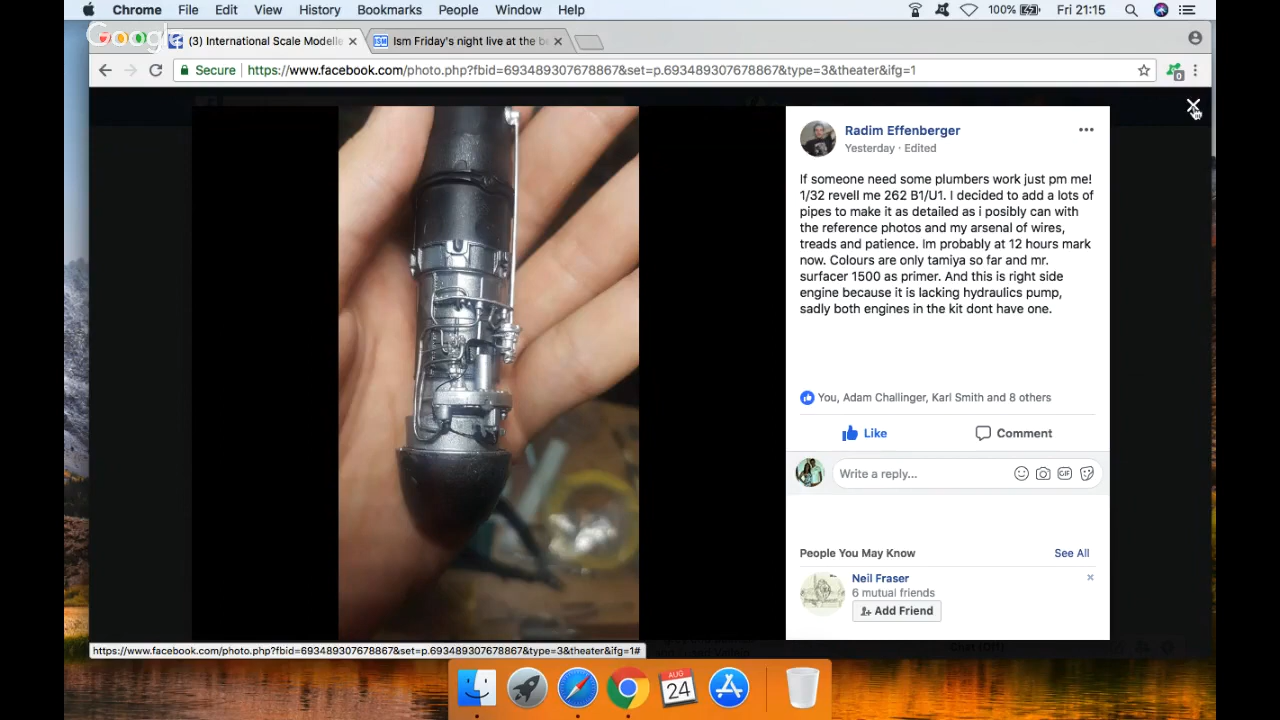 Chrome File Edit View History Bookmarks People Window Help 100% Fri 21:15
Google
(3) International Scale Modelle Ism Friday's night live at the be
Secure https://www.facebook.com/photo.php?fbid=693489307678867&set=p.693489307678867&type=3&theater&ifg=1
0
Radim Effenberger
Yesterday · Edited
If someone need some plumbers work just pm me!
1/32 revell me 262 B1/U1. I decided to add a lots of
pipes to make it as detailed as i posibly can with
the reference photos and my arsenal of wires,
treads and patience. Im probably at 12 hours mark
now. Colours are only tamiya so far and mr.
surfacer 1500 as primer. And this is right side
engine because it is lacking hydraulics pump,
sadly both engines in the kit dont have one.
You, Adam Challinger, Karl Smith and 8 others
Like Comment
Write a reply...
GIF
People You May Know See All
Neil Fraser
6 mutual friends
Add Friend
https://www.facebook.com/photo.php?fbid=693489307678867&set=p.693489307678867&type=3&theater&ifg=1#
Chat (Off)
AUG
24